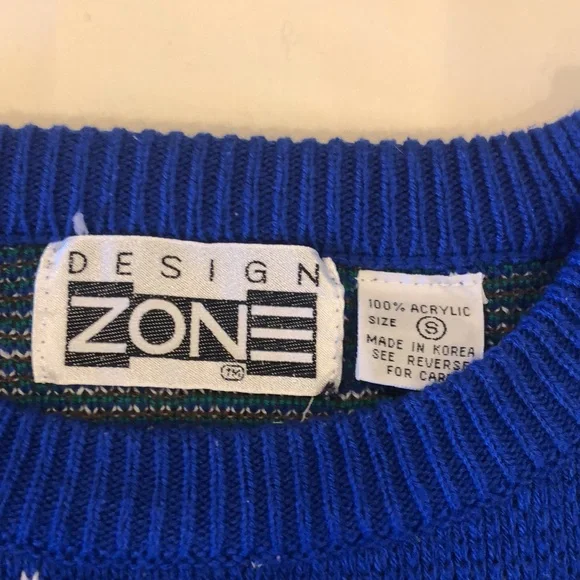 DESIGN
ZONE
TM
100% ACRYLIC
SIZE S
MADE IN KOREA
SEE REVERSE
FOR CARE